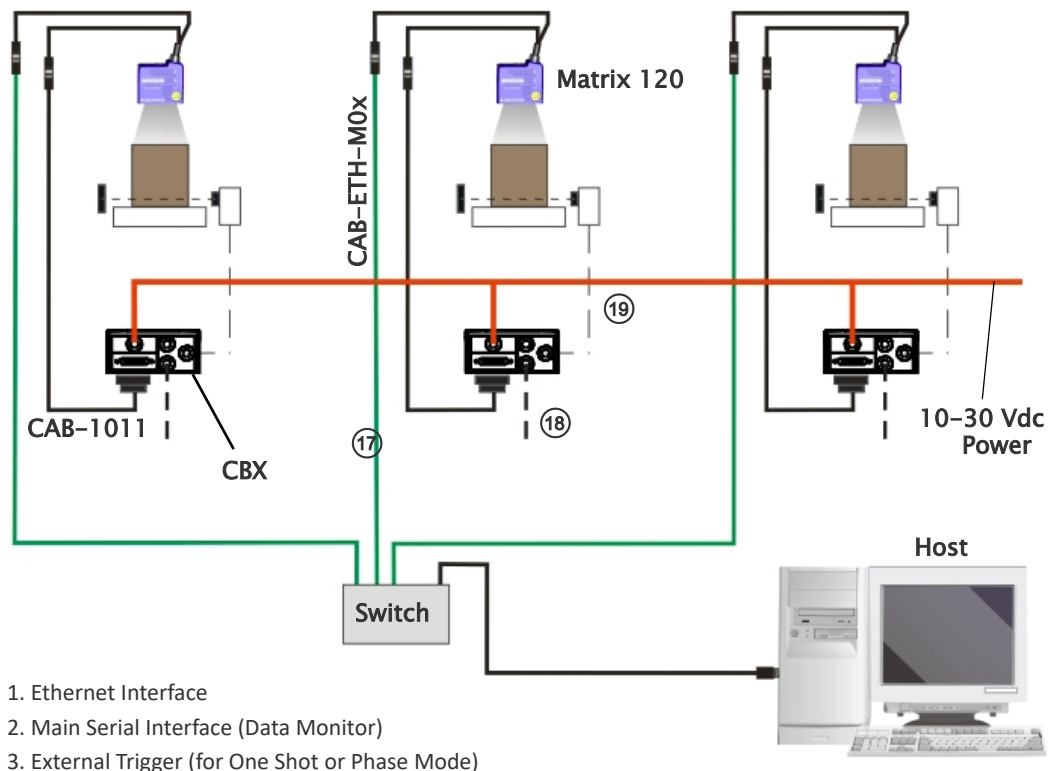 Matrix 120
CAB-ETH-M0x
19
CAB-1011
CBX
18
17
10-30 Vdc
Power
Host
Switch
1. Ethernet Interface
2. Main Serial Interface (Data Monitor)
3. External Trigger (for One Shot or Phase Mode)